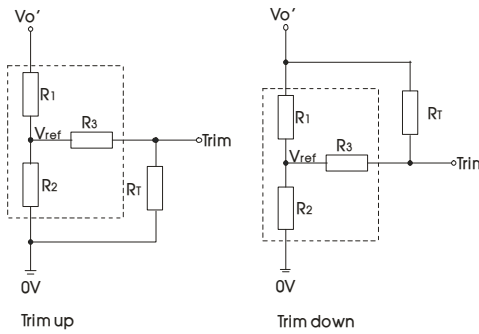 Vo'
R1
Vref
R3
Trim
R2
RT
0V
Trim up
Vo'
R1
RT
Vref
R3
Trim
R2
0V
Trim down